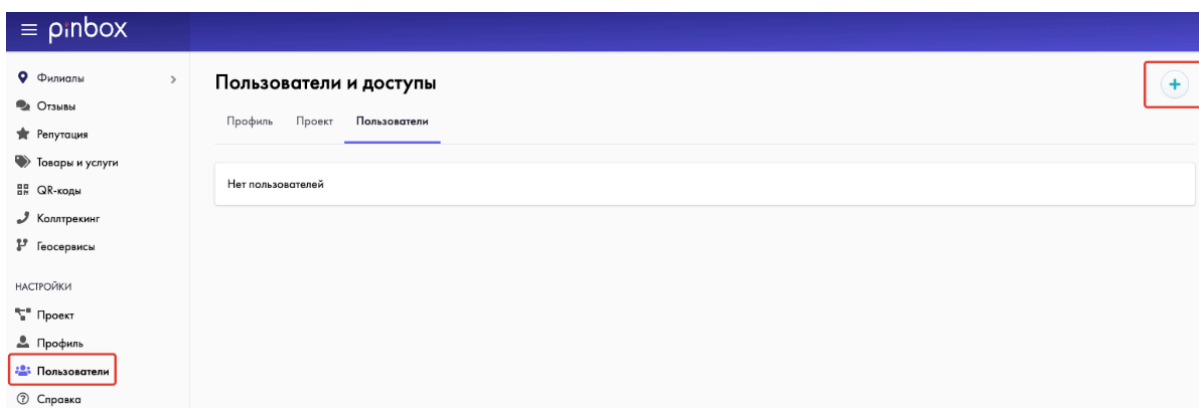 pinbox
Филиалы
Отзывы
Репутация
Товары и услуги
QR-коды
Коллтрекинг
Геосервисы
НАСТРОЙКИ
Проект
Профиль
Пользователи
Справка
Пользователи и доступы
Профиль Проект Пользователи
Нет пользователей